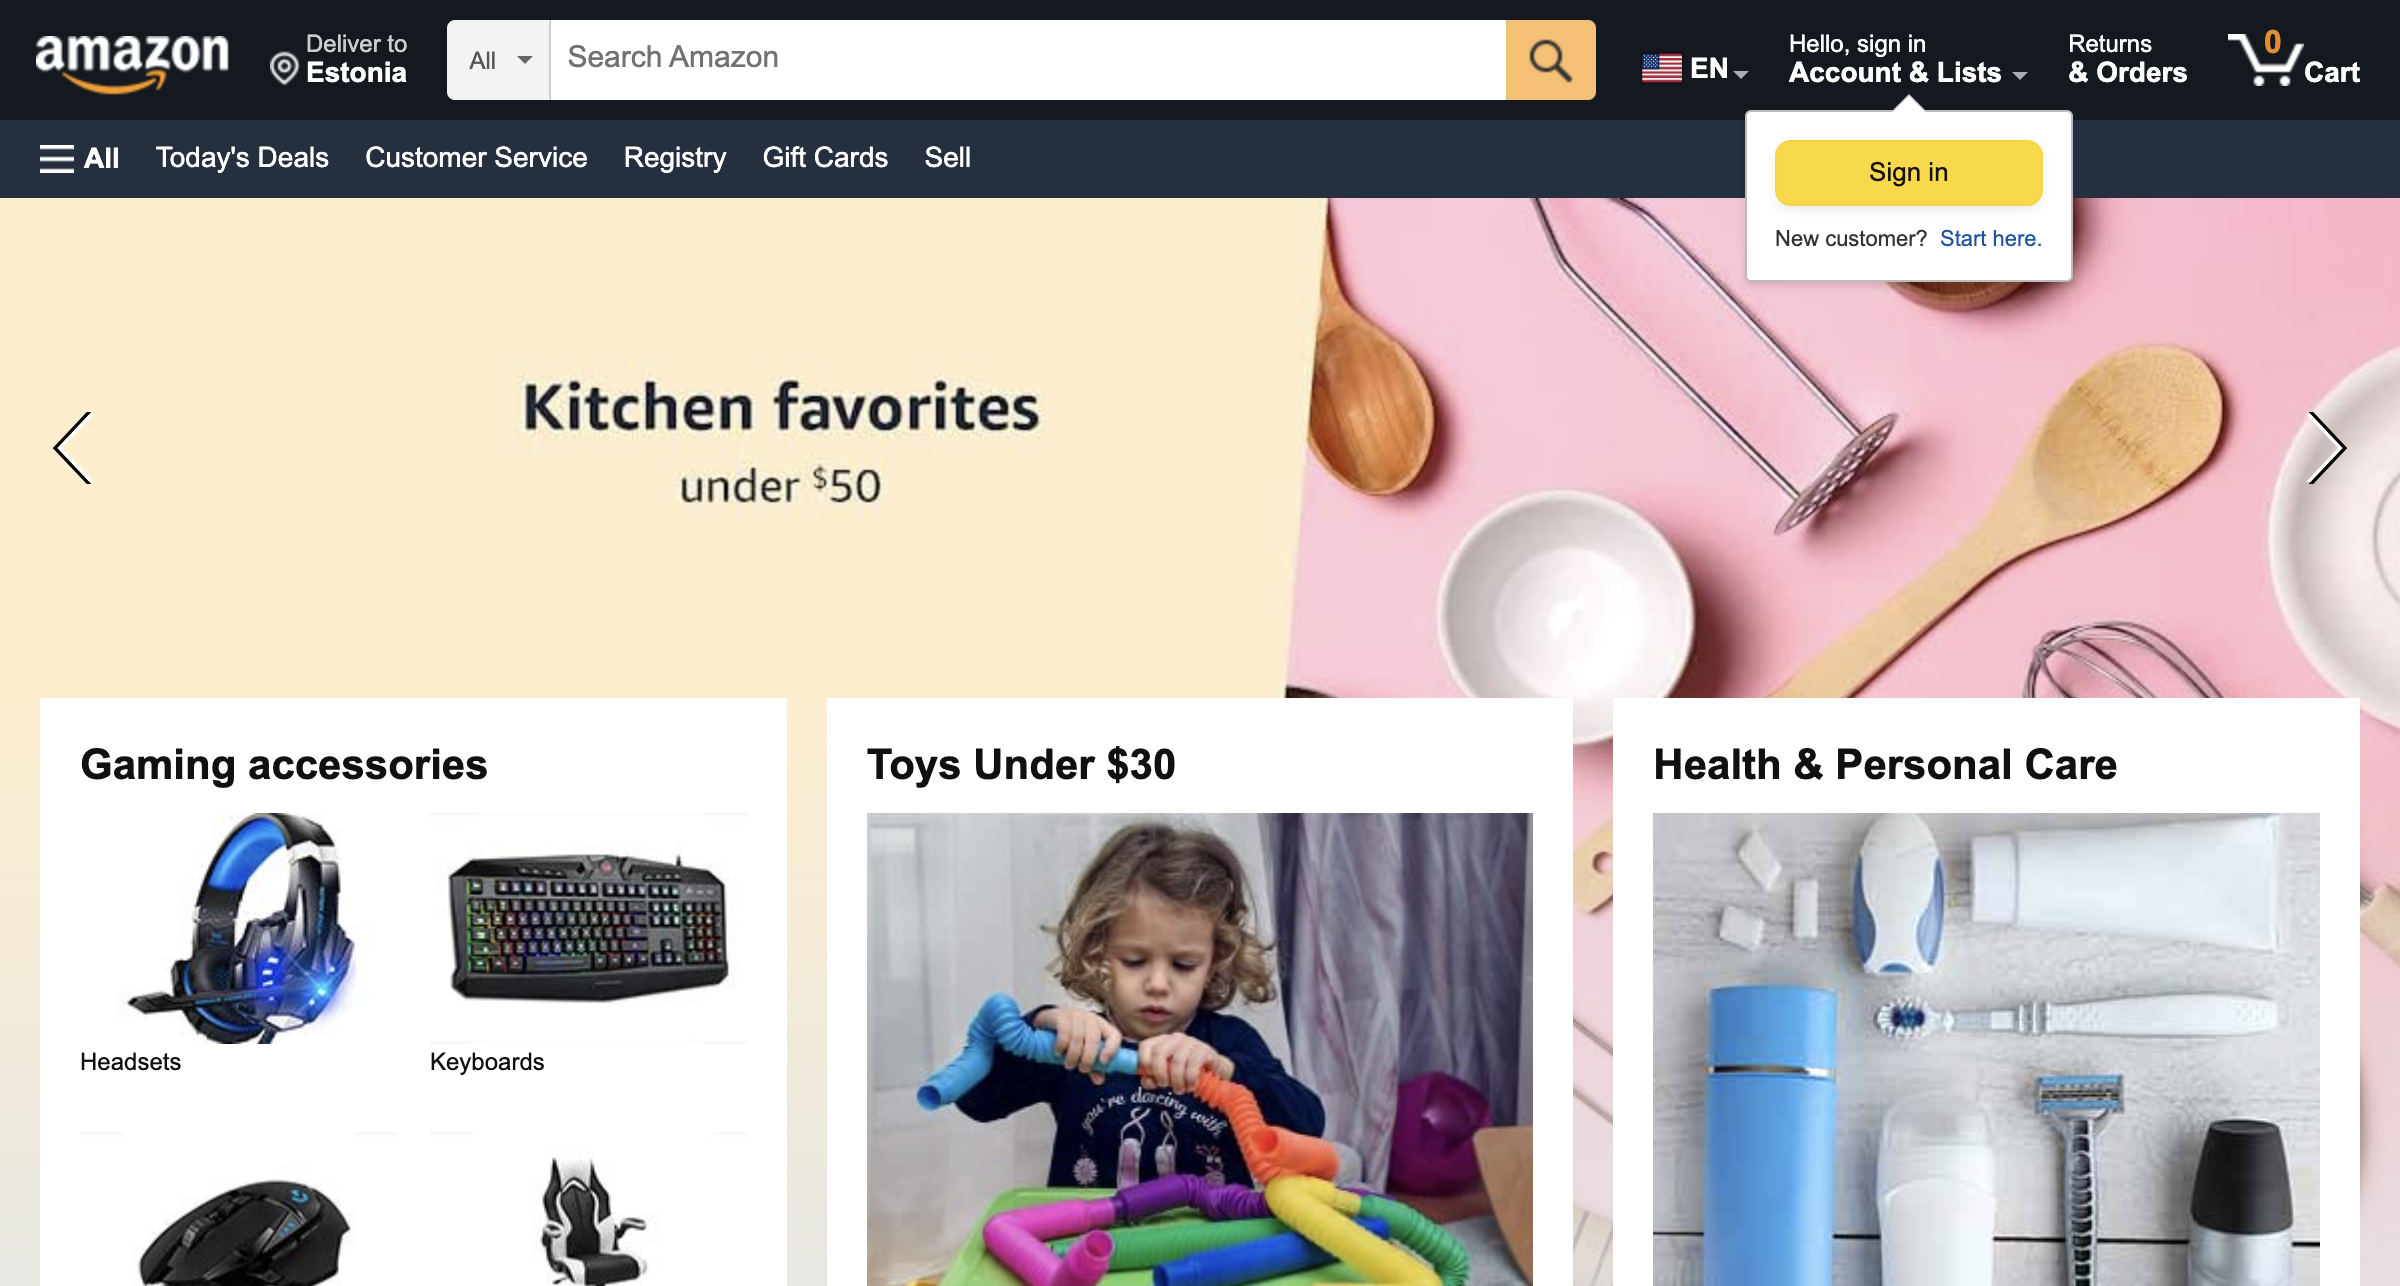 amazon
Deliver to
Estonia
All
Search Amazon
EN
Hello, sign in
Account & Lists
Returns
& Orders
0
Cart
All
Today's Deals
Customer Service
Registry
Gift Cards
Sell
Sign in
New customer? Start here.
Kitchen favorites
under $50
Gaming accessories
Headsets
Keyboards
Toys Under $30
you're dancing with
Health & Personal Care